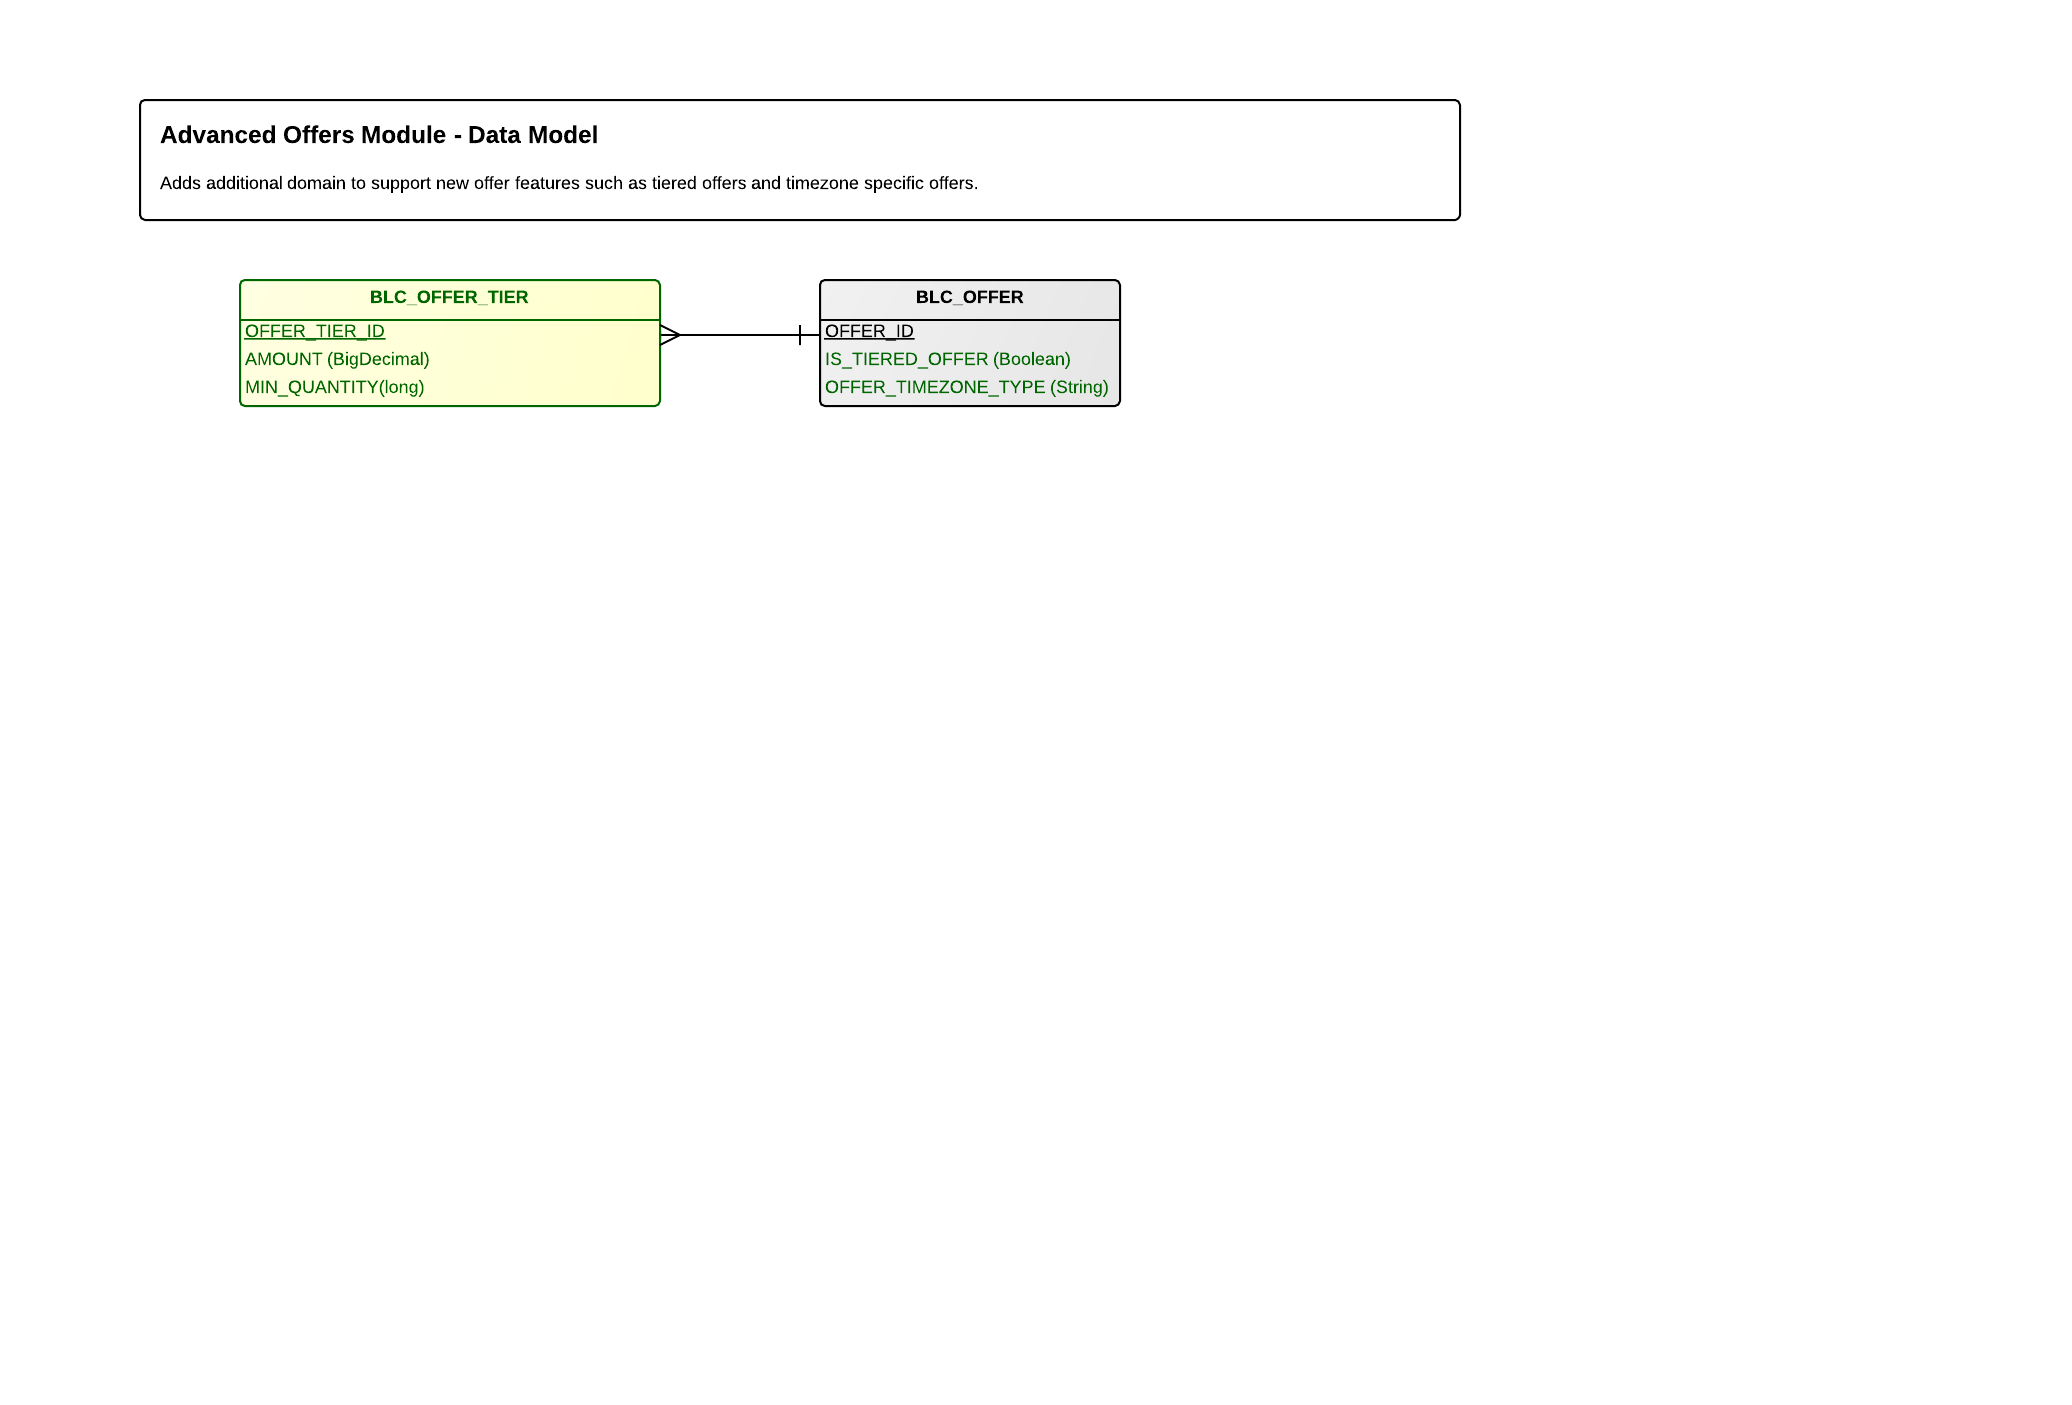 Advanced Offers Module - Data Model
Adds additional domain to support new offer features such as tiered offers and timezone specific offers.
BLC_OFFER_TIER
OFFER_TIER_ID
AMOUNT (BigDecimal)
MIN_QUANTITY(long)
BLC_OFFER
OFFER_ID
IS_TIERED_OFFER (Boolean)
OFFER_TIMEZONE_TYPE (String)